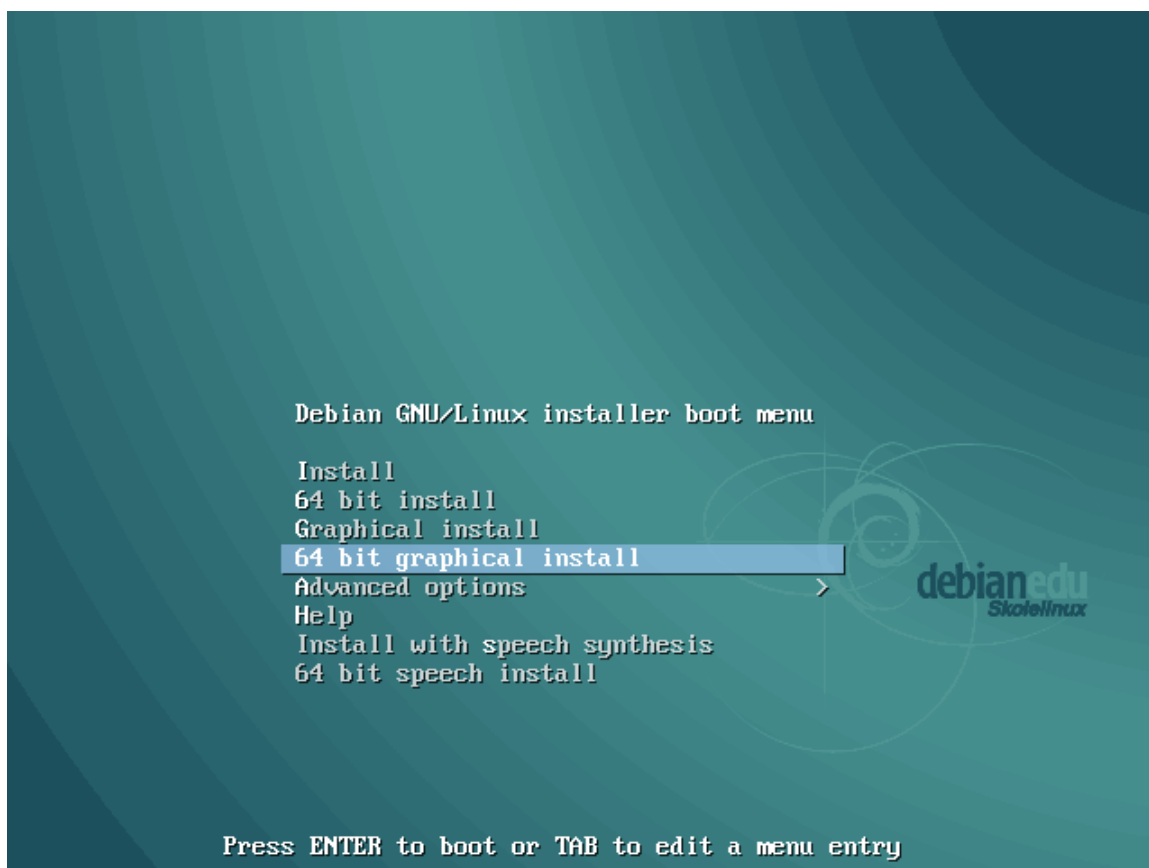 Debian GNU/Linux installer boot menu
Install
64 bit install
Graphical install
64 bit graphical install
Advanced options >
Help
Install with speech synthesis
64 bit speech install
debianedu
Skolelinux
Press ENTER to boot or TAB to edit a menu entry